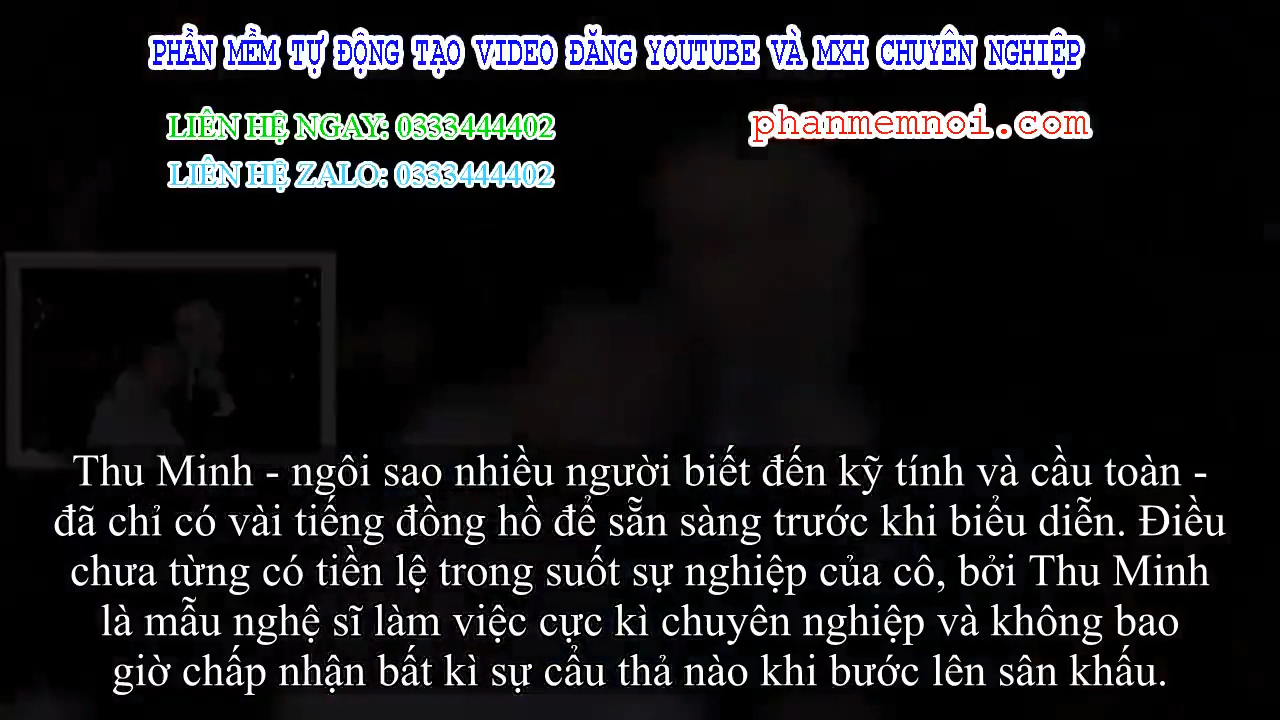 PHẦN MỀM TỰ ĐỘNG TẠO VIDEO ĐĂNG YOUTUBE VÀ MXH CHUYÊN NGHIỆP
LIÊN HỆ NGAY: 0333444402
phanmemnoi.com
LIÊN HỆ ZALO: 0333444402
Thu Minh - ngôi sao nhiều người biết đến kỹ tính và cầu toàn -
đã chỉ có vài tiếng đồng hồ để sẵn sàng trước khi biểu diễn. Điều
chưa từng có tiền lệ trong suốt sự nghiệp của cô, bởi Thu Minh
là mẫu nghệ sĩ làm việc cực kì chuyên nghiệp và không bao
giờ chấp nhận bất kì sự cẩu thả nào khi bước lên sân khấu.